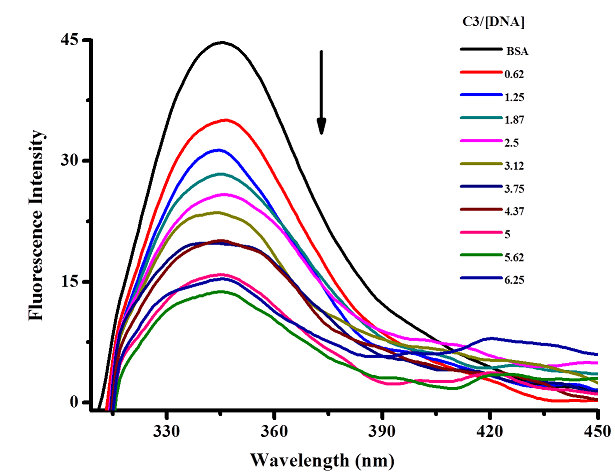 C3/[DNA]
BSA
0.62
1.25
1.87
2.5
3.12
3.75
4.37
5
5.62
6.25
45
30
15
0
Fluorescence Intensity
330 360 390 420 450
Wavelength (nm)